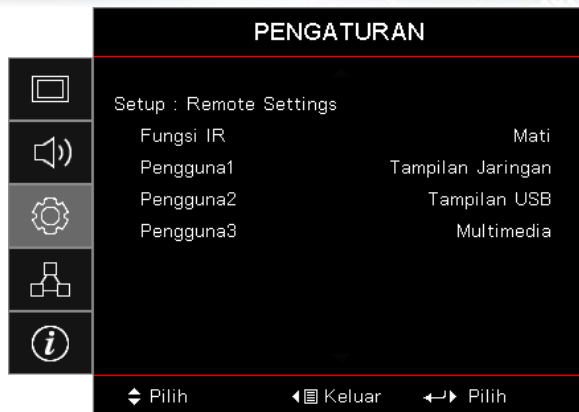 PENGATURAN
Setup : Remote Settings
Fungsi IR Mati
Pengguna1 Tampilan Jaringan
Pengguna2 Tampilan USB
Pengguna3 Multimedia
Pilih Keluar Pilih